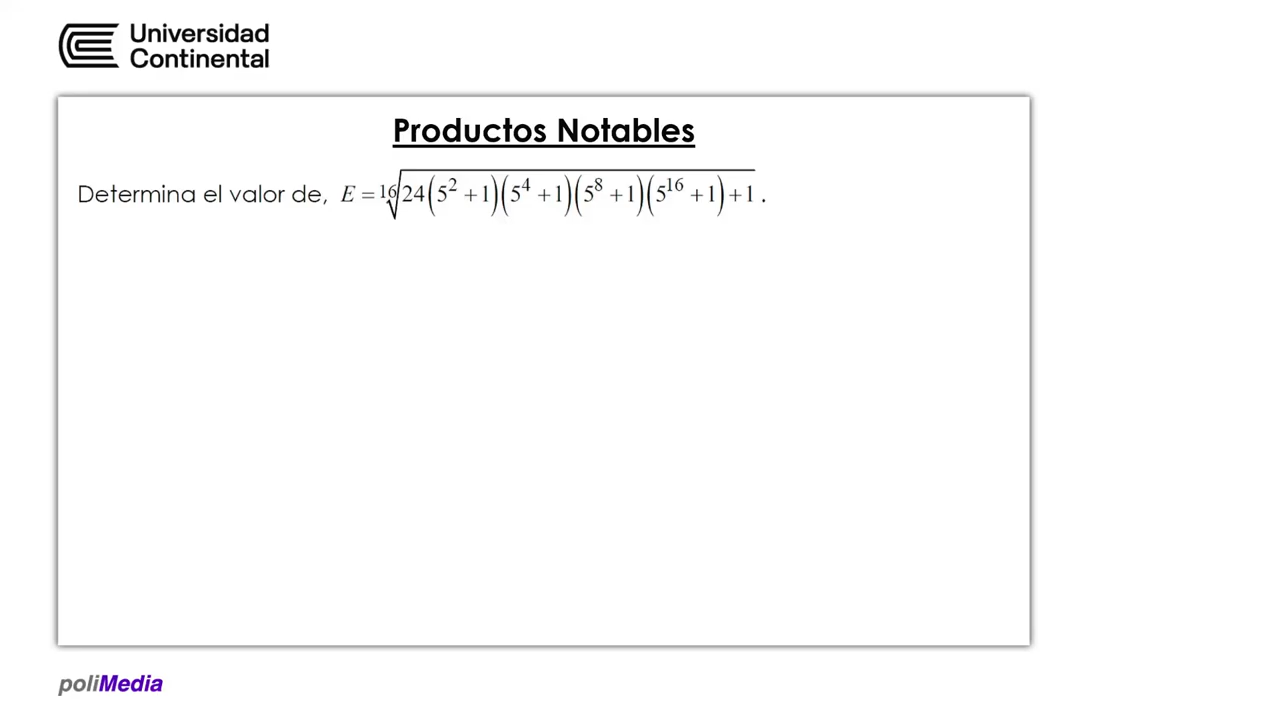 Universidad
Continental
Productos Notables
Determina el valor de, E = ¹⁶√24(5² + 1)(5⁴ + 1)(5⁸ + 1)(5¹⁶ + 1) + 1 .
poliMedia